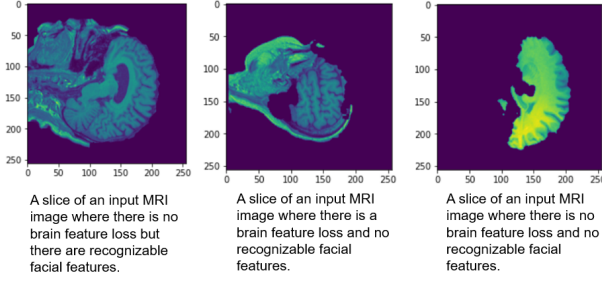 0
50
100
150
200
250
0 50 100 150 200 250
A slice of an input MRI
image where there is no
brain feature loss but
there are recognizable
facial features.
0
50
100
150
200
250
0 50 100 150 200 250
A slice of an input MRI
image where there is a
brain feature loss and no
recognizable facial
features.
0
50
100
150
200
250
0 50 100 150 200
A slice of an input MRI
image where there is no
brain feature loss and no
recognizable facial
features.